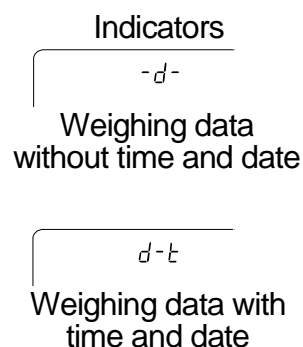 Indicators
-d-
Weighing data
without time and date
d-t
Weighing data with
time and date